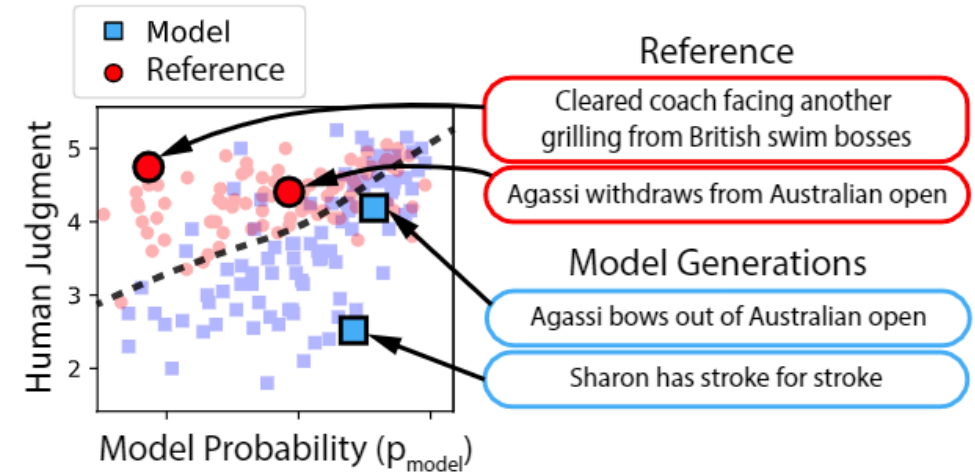 Model
Reference
Human Judgment
5
4
3
2
Model Probability (pmodel)
Reference
Cleared coach facing another
grilling from British swim bosses
Agassi withdraws from Australian open
Model Generations
Agassi bows out of Australian open
Sharon has stroke for stroke